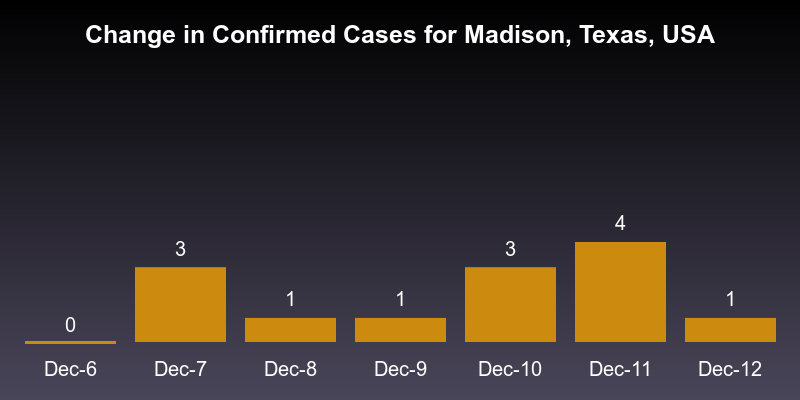 Change in Confirmed Cases for Madison, Texas, USA
0 3 1 1 3 4 1
Dec-6 Dec-7 Dec-8 Dec-9 Dec-10 Dec-11 Dec-12